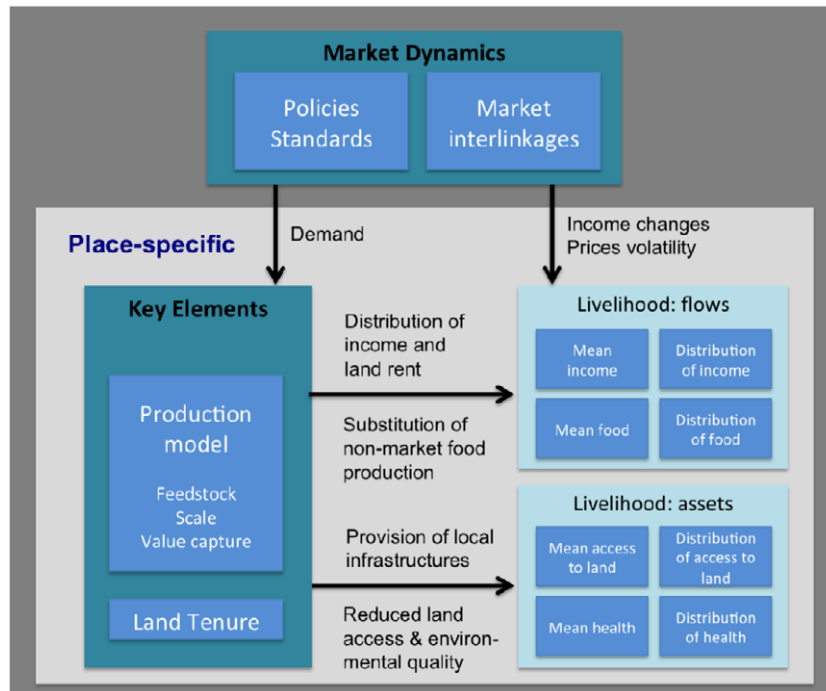 Market Dynamics
Policies
Standards
Market
interlinkages
Place-specific
Demand
Income changes
Prices volatility
Key Elements
Production
model
Feedstock
Scale
Value capture
Land Tenure
Distribution of
income and
land rent
Substitution of
non-market food
production
Provision of local
infrastructures
Reduced land
access & environ-
mental quality
Livelihood: flows
Mean
income
Distribution
of income
Mean food
Distribution
of food
Livelihood: assets
Mean access
to land
Distribution
of access to
land
Mean health
Distribution
of health